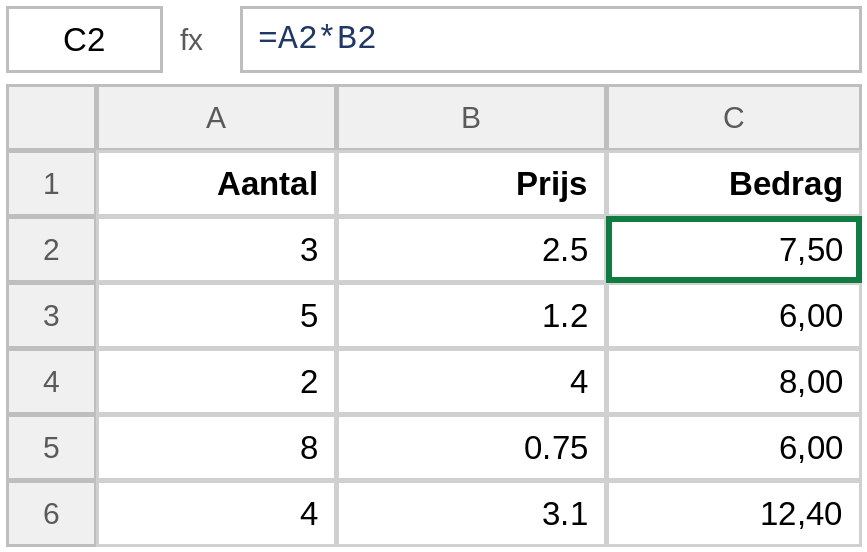 C2 fx =A2*B2
A B C
1 Aantal Prijs Bedrag
2 3 2.5 7,50
3 5 1.2 6,00
4 2 4 8,00
5 8 0.75 6,00
6 4 3.1 12,40